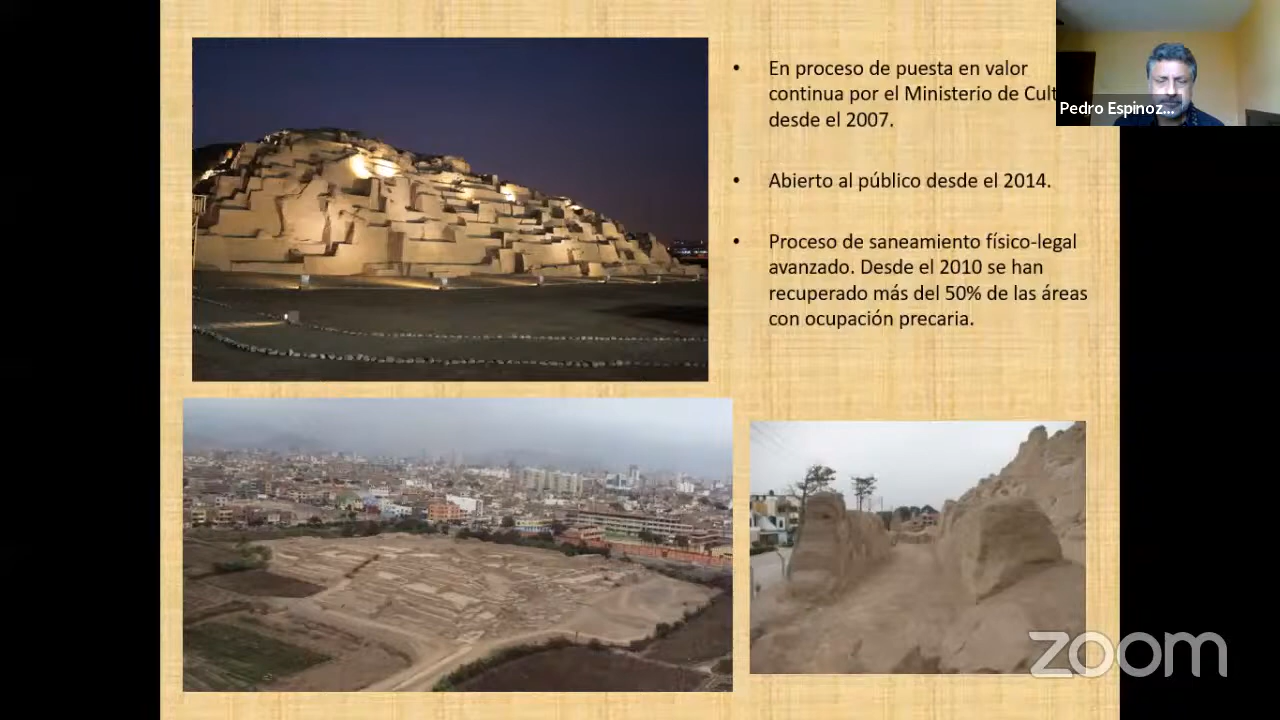 • En proceso de puesta en valor
continua por el Ministerio de Cult
desde el 2007.
• Abierto al público desde el 2014.
• Proceso de saneamiento físico-legal
avanzado. Desde el 2010 se han
recuperado más del 50% de las áreas
con ocupación precaria.
Pedro Espinoz...
zoom